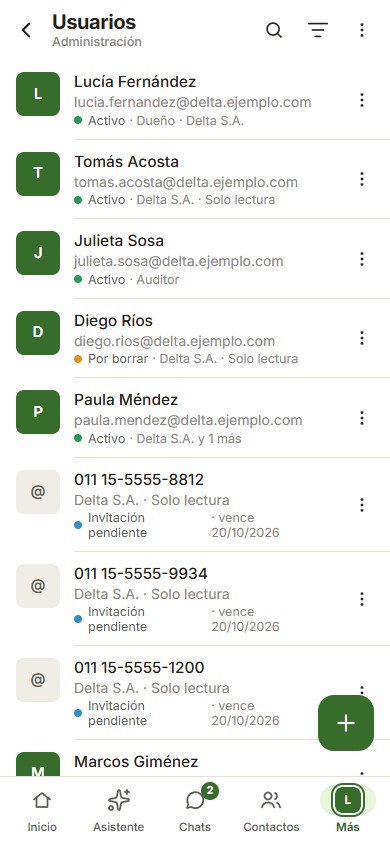 Usuarios
Administración
L
Lucía Fernández
lucia.fernandez@delta.ejemplo.com
Activo · Dueño · Delta S.A.
T
Tomás Acosta
tomas.acosta@delta.ejemplo.com
Activo · Delta S.A. · Solo lectura
J
Julieta Sosa
julieta.sosa@delta.ejemplo.com
Activo · Auditor
D
Diego Ríos
diego.rios@delta.ejemplo.com
Por borrar · Delta S.A. · Solo lectura
P
Paula Méndez
paula.mendez@delta.ejemplo.com
Activo · Delta S.A. y 1 más
@
011 15-5555-8812
Delta S.A. · Solo lectura
Invitación pendiente · vence 20/10/2026
@
011 15-5555-9934
Delta S.A. · Solo lectura
Invitación pendiente · vence 20/10/2026
@
011 15-5555-1200
Delta S.A. · Solo lectura
Invitación pendiente · vence 20/10/2026
M
Marcos Giménez
Inicio
Asistente
2
Chats
Contactos
L
Más